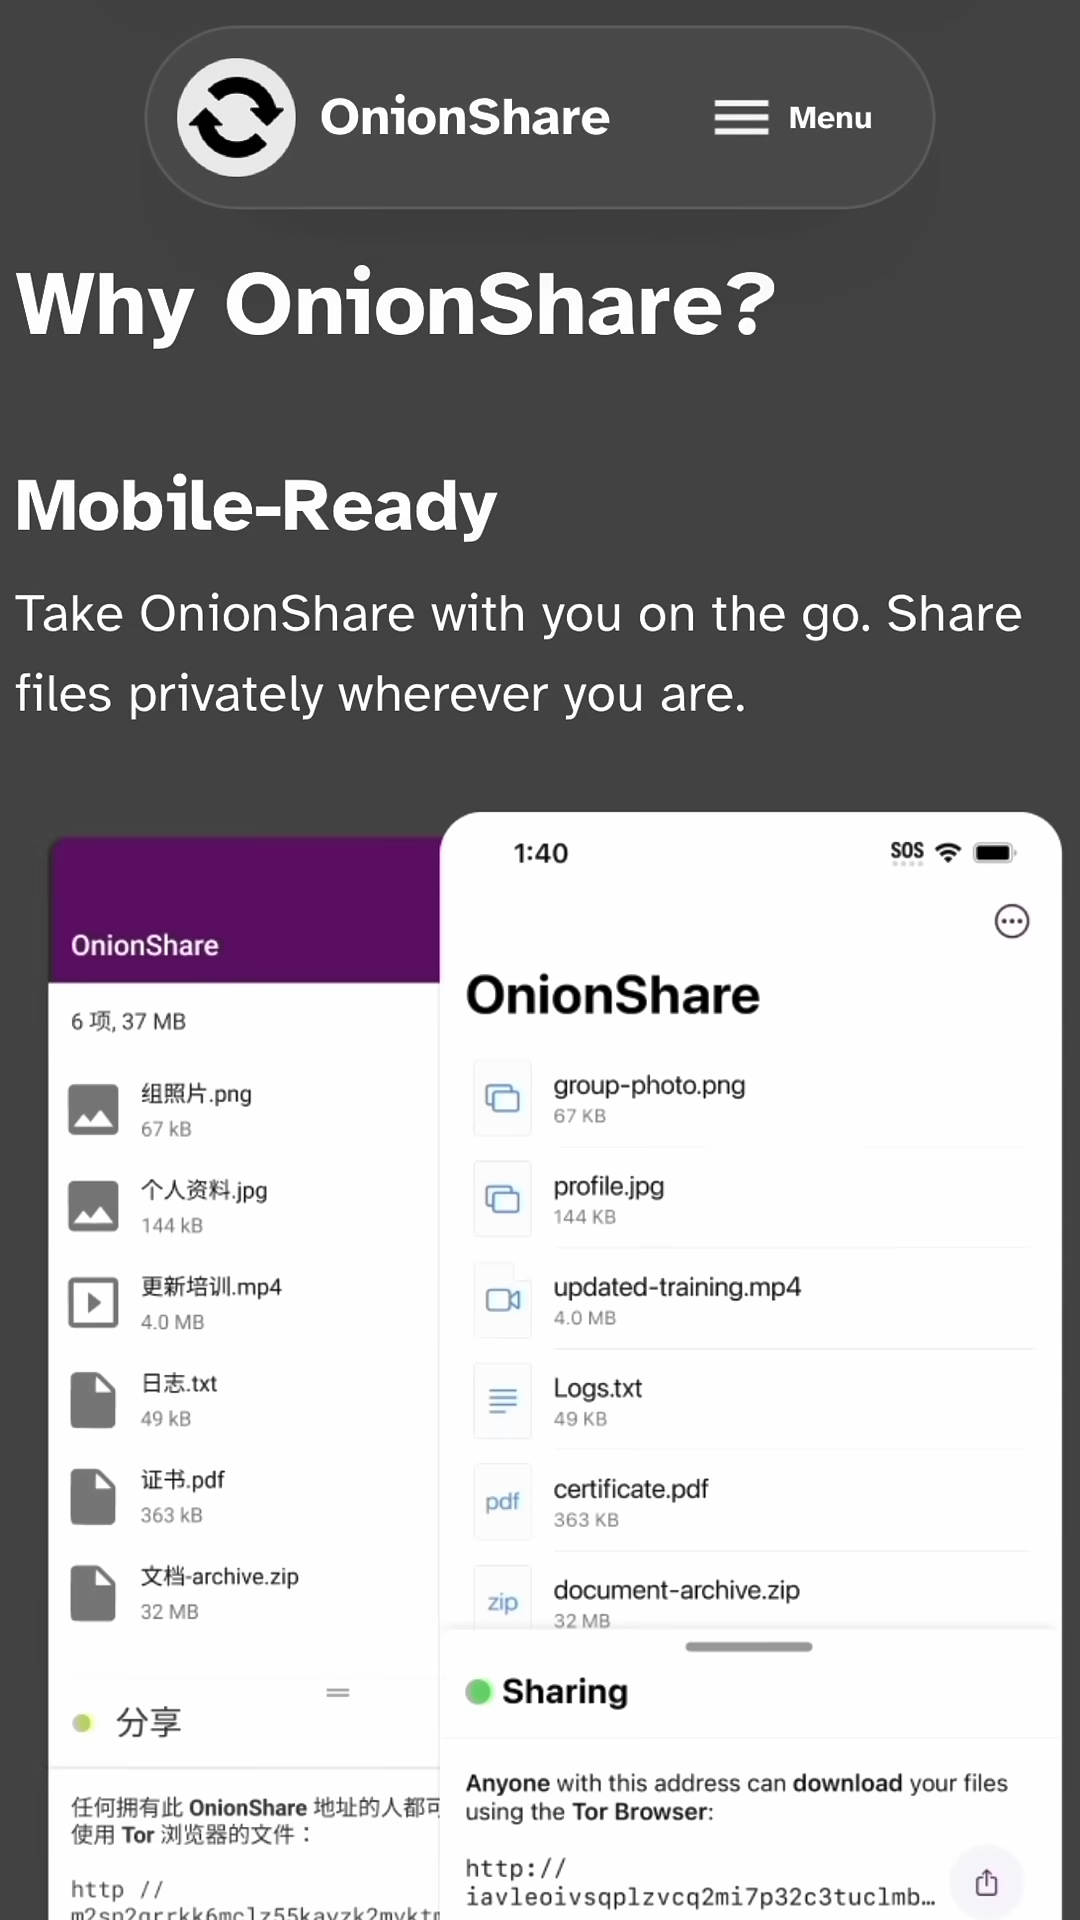 OnionShare
Menu
Why OnionShare?
Mobile-Ready
Take OnionShare with you on the go. Share
files privately wherever you are.
OnionShare
6 项, 37 MB
组照片.png
67 kB
个人资料.jpg
144 kB
更新培训.mp4
4.0 MB
日志.txt
49 kB
证书.pdf
363 kB
文档-archive.zip
32 MB
分享
任何拥有此 OnionShare 地址的人都可
使用 Tor 浏览器的文件：
http //
1:40
SOS
OnionShare
group-photo.png
67 KB
profile.jpg
144 KB
updated-training.mp4
4.0 MB
Logs.txt
49 KB
pdf
certificate.pdf
363 KB
zip
document-archive.zip
32 MB
Sharing
Anyone with this address can download your files
using the Tor Browser:
http://
iavleoivsqplzvcq2mi7p32c3tuclmb…